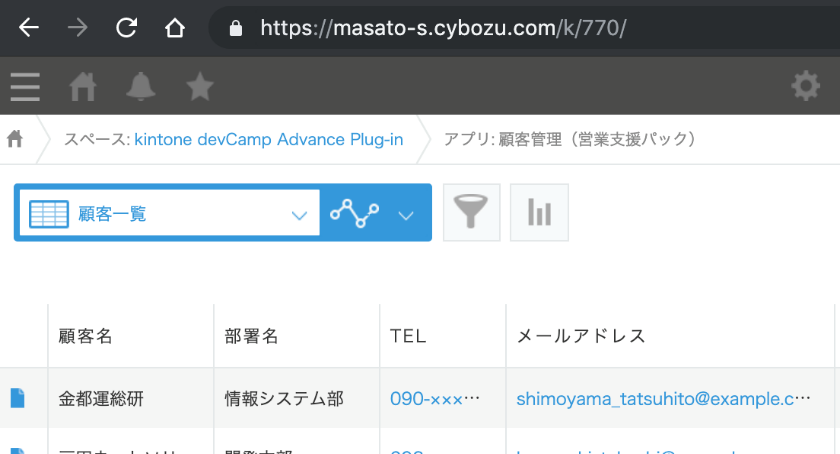 https://masato-s.cybozu.com/k/770/
スペース: kintone devCamp Advance Plug-in アプリ: 顧客管理（営業支援パック）
顧客一覧
顧客名 部署名 TEL メールアドレス
金都運総研 情報システム部 090-×××… shimoyama_tatsuhito@example.c…